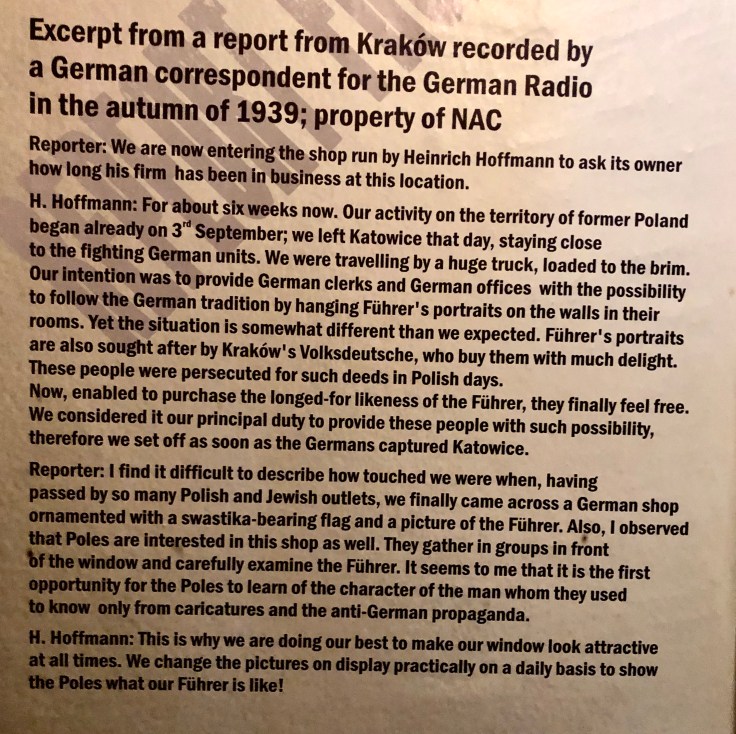 Excerpt from a report from Kraków recorded by
a German correspondent for the German Radio
in the autumn of 1939; property of NAC
Reporter: We are now entering the shop run by Heinrich Hoffmann to ask its owner
how long his firm has been in business at this location.
H. Hoffmann: For about six weeks now. Our activity on the territory of former Poland
began already on 3rd September; we left Katowice that day, staying close
to the fighting German units. We were travelling by a huge truck, loaded to the brim.
Our intention was to provide German clerks and German offices with the possibility
to follow the German tradition by hanging Führer's portraits on the walls in their
rooms. Yet the situation is somewhat different than we expected. Führer's portraits
are also sought after by Kraków's Volksdeutsche, who buy them with much delight.
These people were persecuted for such deeds in Polish days.
Now, enabled to purchase the longed-for likeness of the Führer, they finally feel free.
We considered it our principal duty to provide these people with such possibility,
therefore we set off as soon as the Germans captured Katowice.
Reporter: I find it difficult to describe how touched we were when, having
passed by so many Polish and Jewish outlets, we finally came across a German shop
ornamented with a swastika-bearing flag and a picture of the Führer. Also, I observed
that Poles are interested in this shop as well. They gather in groups in front
of the window and carefully examine the Führer. It seems to me that it is the first
opportunity for the Poles to learn of the character of the man whom they used
to know only from caricatures and the anti-German propaganda.
H. Hoffmann: This is why we are doing our best to make our window look attractive
at all times. We change the pictures on display practically on a daily basis to show
the Poles what our Führer is like!